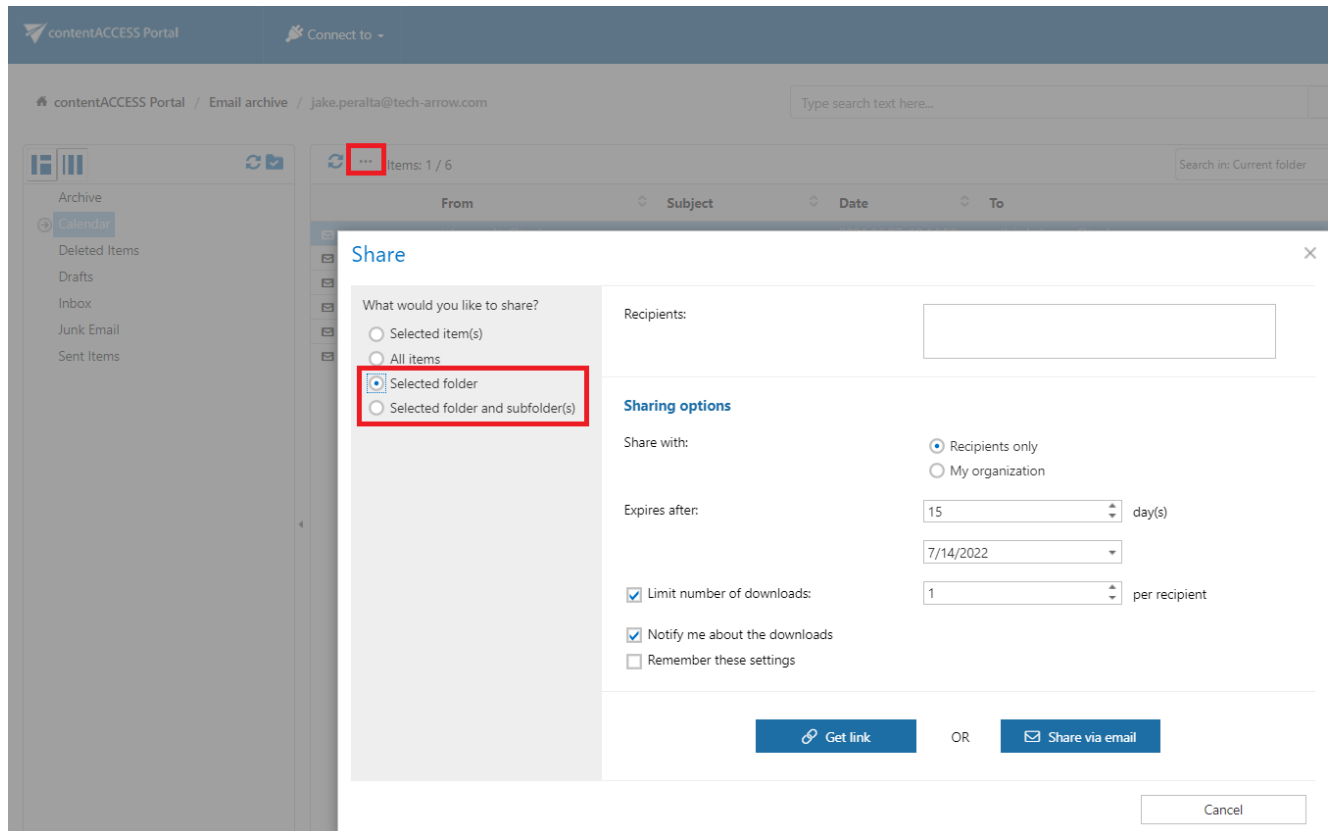 contentACCESS Portal
Connect to
contentACCESS Portal / Email archive / jake.peralta@tech-arrow.com
Type search text here...
... Items: 1 / 6
Search in: Current folder
Archive
Calendar
Deleted Items
Drafts
Inbox
Junk Email
Sent Items
From Subject Date To
Share
What would you like to share?
Selected item(s)
All items
Selected folder
Selected folder and subfolder(s)
Recipients:
Sharing options
Share with:
Recipients only
My organization
Expires after:
15 day(s)
7/14/2022
Limit number of downloads: 1 per recipient
Notify me about the downloads
Remember these settings
Get link OR Share via email
Cancel